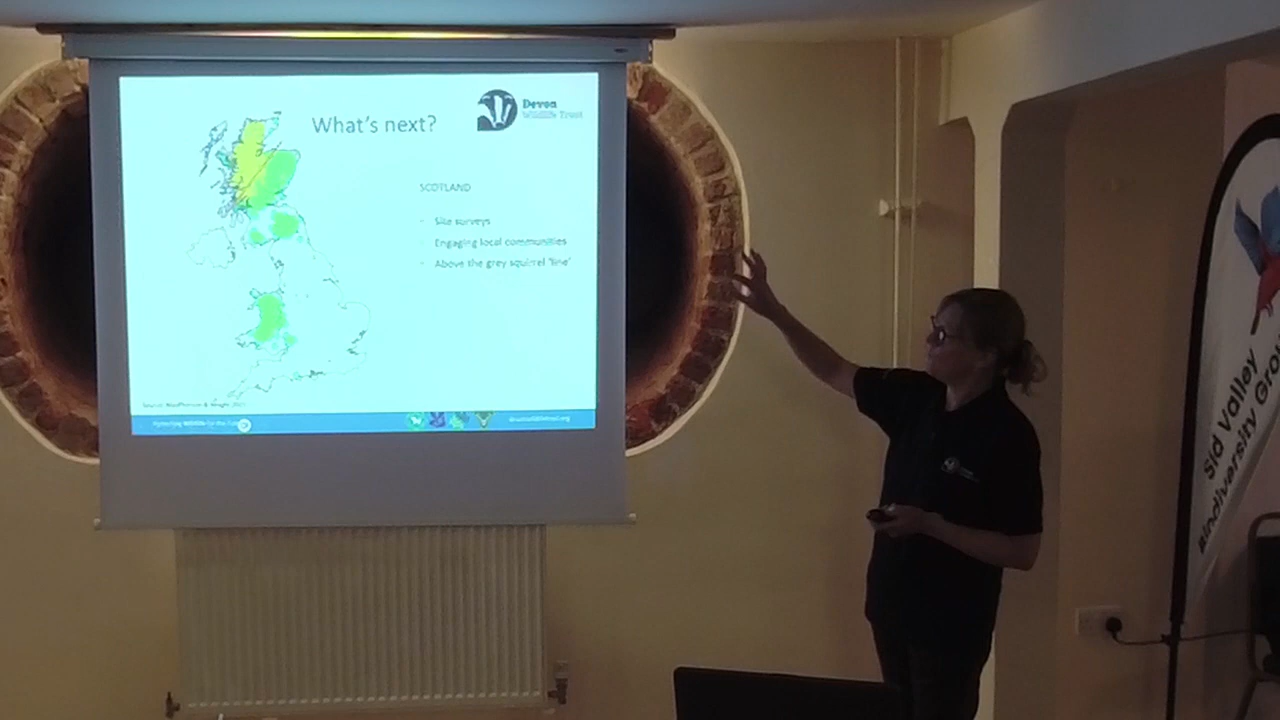 What's next?
Devon
Wildlife Trust
SCOTLAND
- Site surveys
- Engaging local communities
- Above the grey squirrel 'line'
Sid Valley
Biodiversity